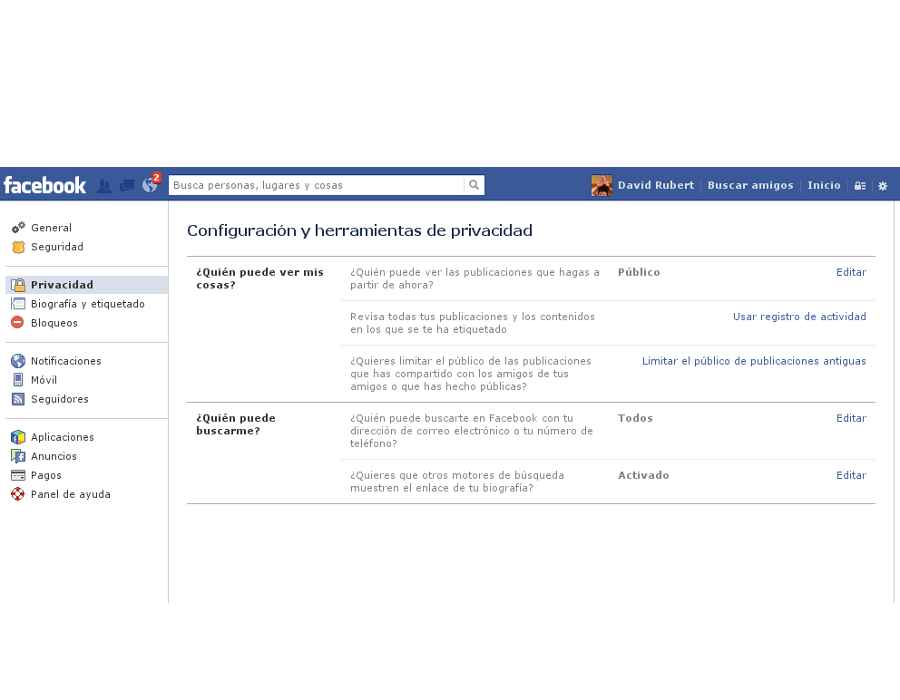 facebook
2
Busca personas, lugares y cosas
David Rubert
Buscar amigos
Inicio
General
Seguridad
Privacidad
Biografía y etiquetado
Bloqueos
Notificaciones
Móvil
Seguidores
Aplicaciones
Anuncios
Pagos
Panel de ayuda
Configuración y herramientas de privacidad
¿Quién puede ver mis
cosas?
¿Quién puede ver las publicaciones que hagas a
partir de ahora?
Público
Editar
Revisa todas tus publicaciones y los contenidos
en los que se te ha etiquetado
Usar registro de actividad
¿Quieres limitar el público de las publicaciones
que has compartido con los amigos de tus
amigos o que has hecho públicas?
Limitar el público de publicaciones antiguas
¿Quién puede
buscarme?
¿Quién puede buscarte en Facebook con tu
dirección de correo electrónico o tu número de
teléfono?
Todos
Editar
¿Quieres que otros motores de búsqueda
muestren el enlace de tu biografía?
Activado
Editar